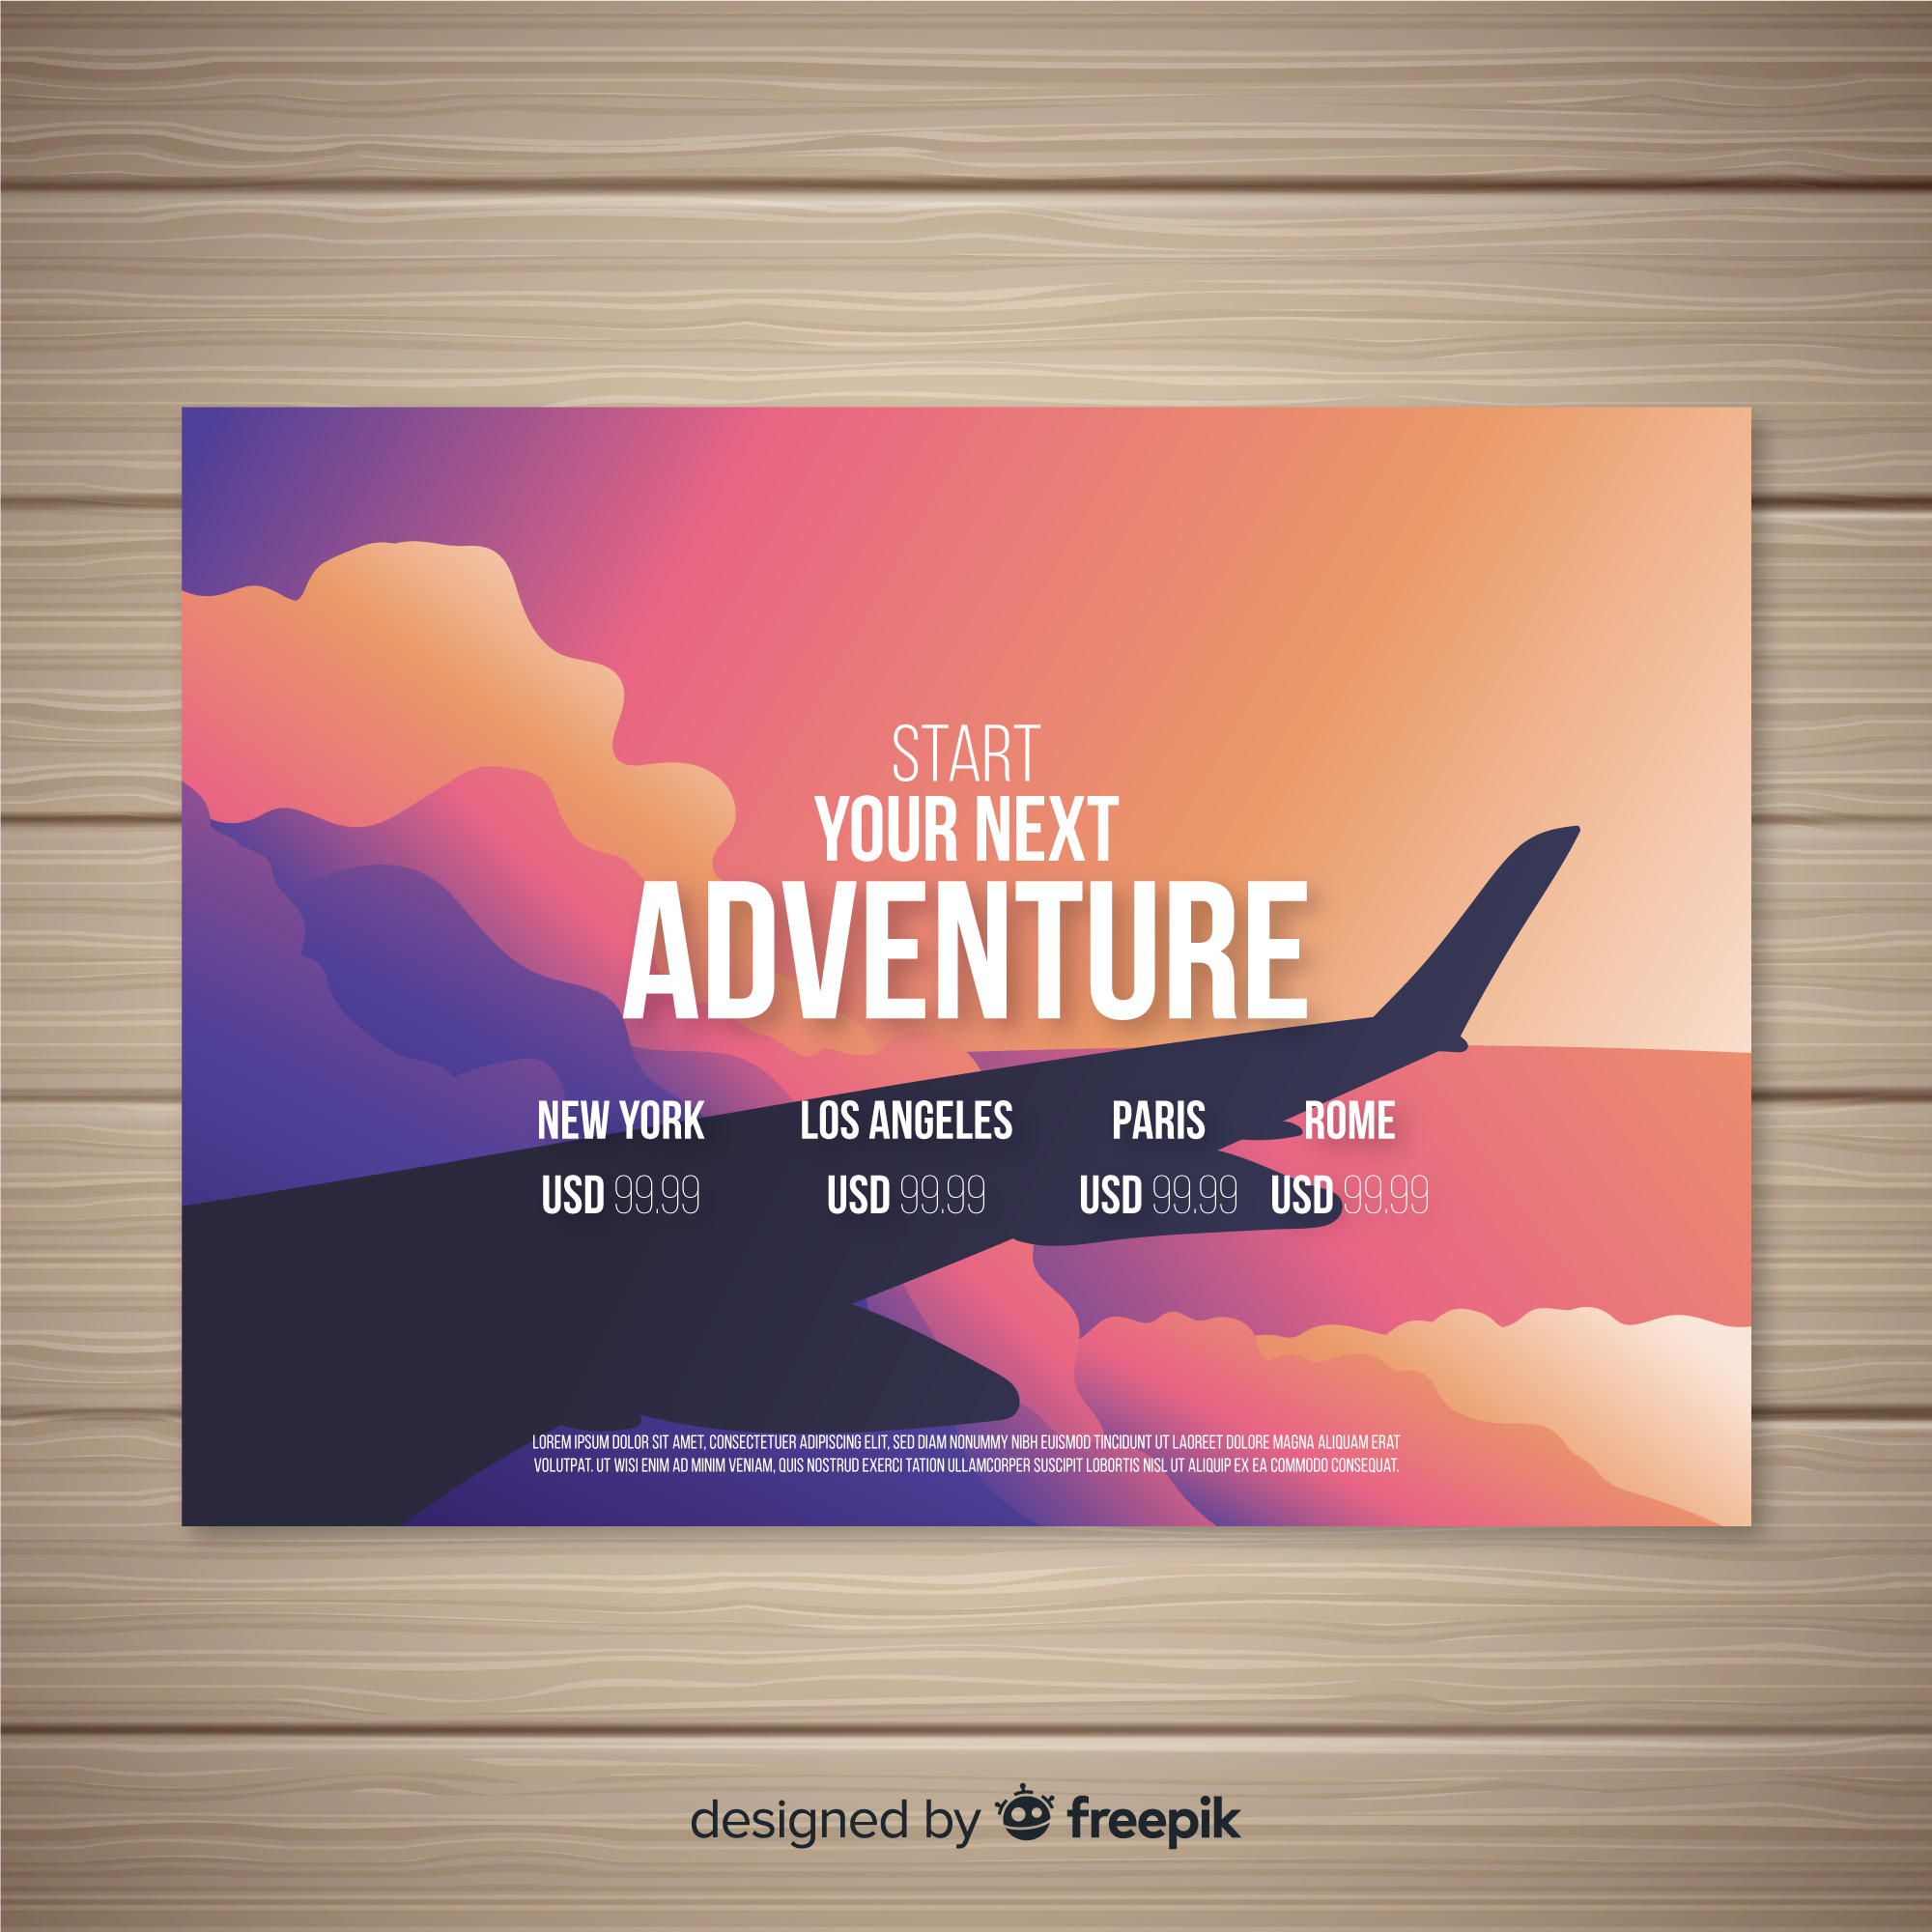 START
YOUR NEXT
ADVENTURE
NEW YORK LOS ANGELES PARIS ROME
USD 99.99 USD 99.99 USD 99.99 USD 99.99
LOREM IPSUM DOLOR SIT AMET, CONSECTETUER ADIPISCING ELIT, SED DIAM NONUMMY NIBH EUISMOD TINCIDUNT UT LAOREET DOLORE MAGNA ALIQUAM ERAT
VOLUTPAT. UT WISI ENIM AD MINIM VENIAM, QUIS NOSTRUD EXERCI TATION ULLAMCORPER SUSCIPIT LOBORTIS NISL UT ALIQUIP EX EA COMMODO CONSEQUAT.
designed by freepik